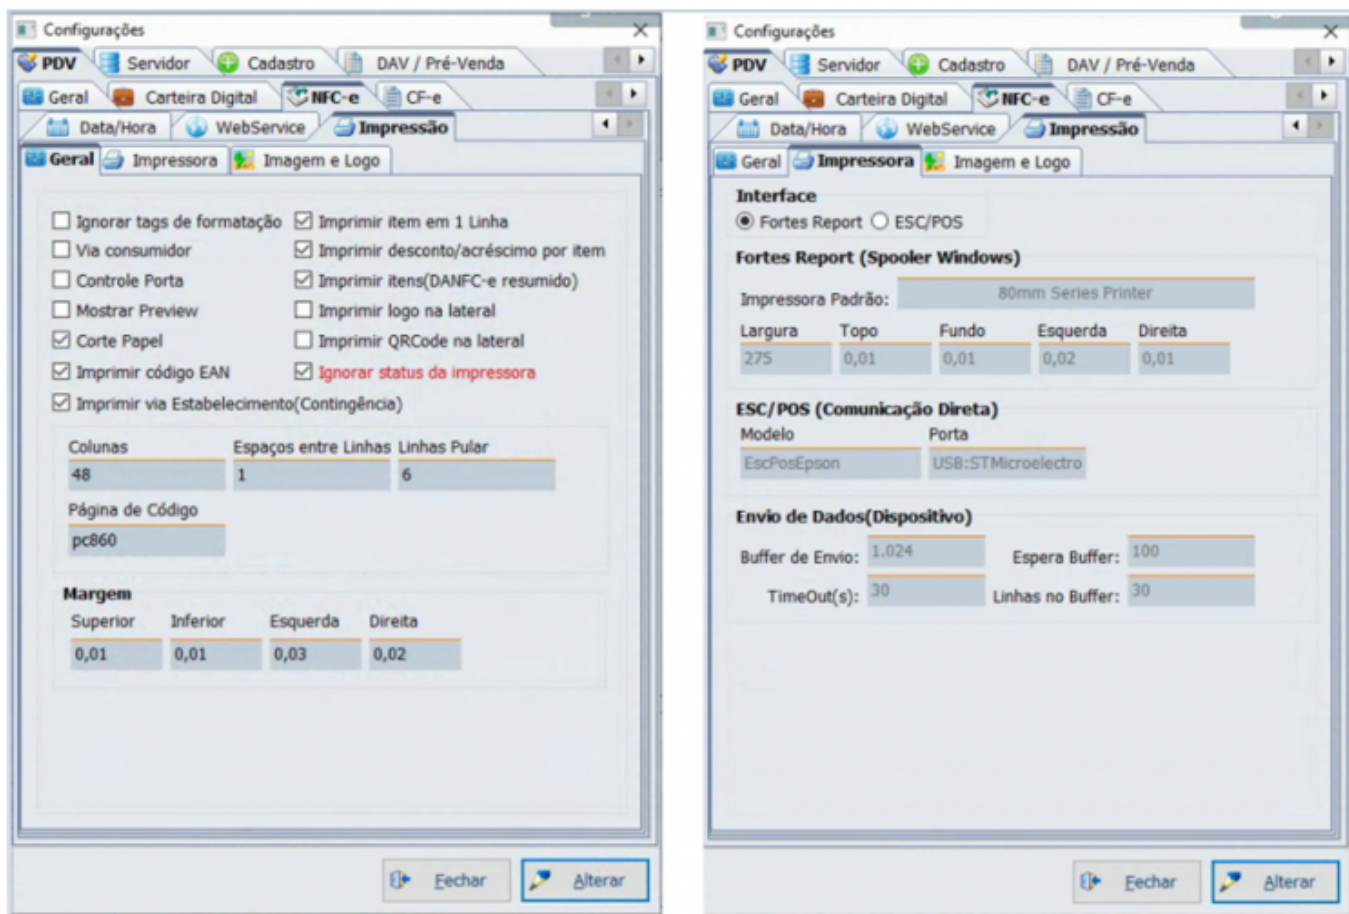 Configurações
PDV Servidor Cadastro DAV / Pré-Venda
Geral Carteira Digital NFC-e CF-e
Data/Hora WebService Impressão
Geral Impressora Imagem e Logo
Ignorar tags de formatação Imprimir item em 1 Linha
Via consumidor Imprimir desconto/acréscimo por item
Controle Porta Imprimir itens(DANFC-e resumido)
Mostrar Preview Imprimir logo na lateral
Corte Papel Imprimir QRCode na lateral
Imprimir código EAN Ignorar status da impressora
Imprimir via Estabelecimento(Contingência)
Colunas Espaços entre Linhas Linhas Pular
48 1 6
Página de Código
pc860
Margem
Superior Inferior Esquerda Direita
0,01 0,01 0,03 0,02
Fechar Alterar
Configurações
PDV Servidor Cadastro DAV / Pré-Venda
Geral Carteira Digital NFC-e CF-e
Data/Hora WebService Impressão
Geral Impressora Imagem e Logo
Interface
Fortes Report ESC/POS
Fortes Report (Spooler Windows)
Impressora Padrão: 80mm Series Printer
Largura Topo Fundo Esquerda Direita
275 0,01 0,01 0,02 0,01
ESC/POS (Comunicação Direta)
Modelo Porta
EscPosEpson USB:STMicroelectro
Envio de Dados(Dispositivo)
Buffer de Envio: 1.024 Espera Buffer: 100
TimeOut(s): 30 Linhas no Buffer: 30
Fechar Alterar